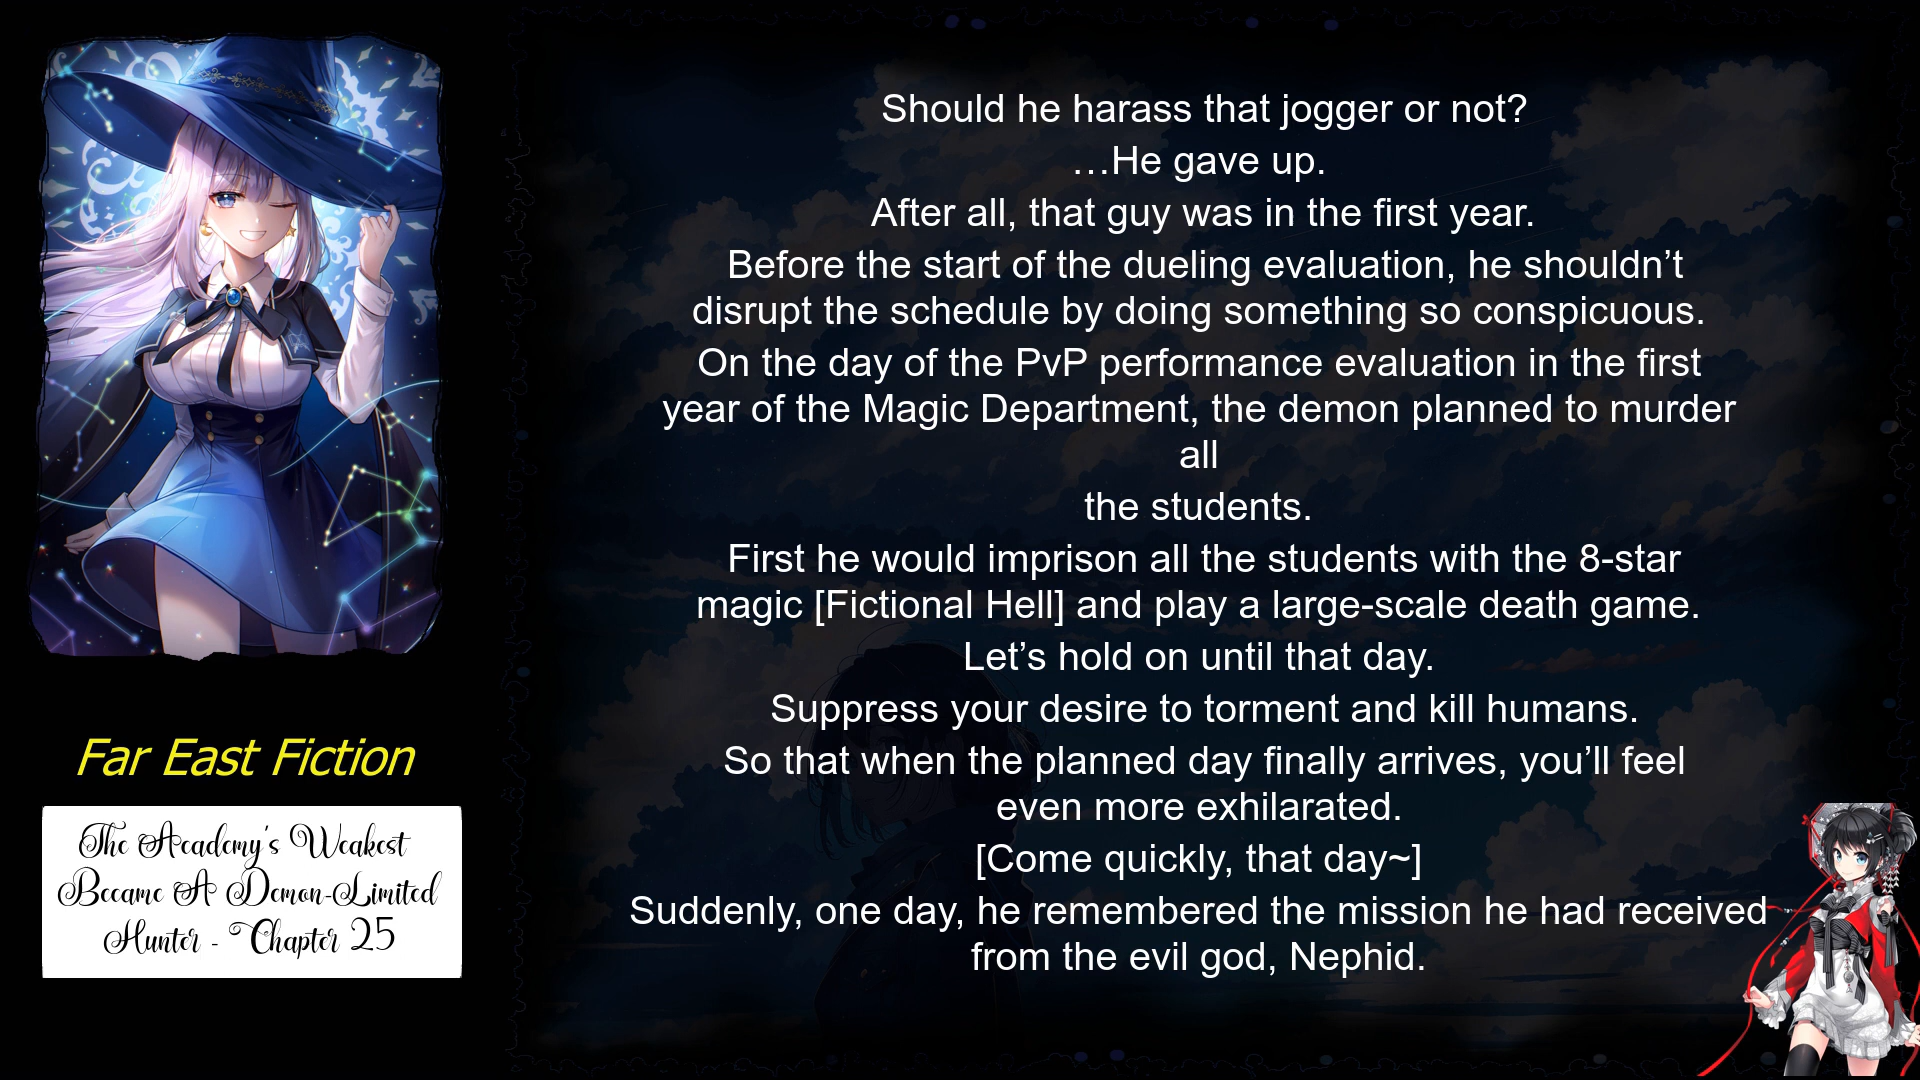 Should he harass that jogger or not?
…He gave up.
After all, that guy was in the first year.
Before the start of the dueling evaluation, he shouldn’t
disrupt the schedule by doing something so conspicuous.
On the day of the PvP performance evaluation in the first
year of the Magic Department, the demon planned to murder
all
the students.
First he would imprison all the students with the 8-star
magic [Fictional Hell] and play a large-scale death game.
Let’s hold on until that day.
Suppress your desire to torment and kill humans.
So that when the planned day finally arrives, you’ll feel
even more exhilarated.
[Come quickly, that day~]
Suddenly, one day, he remembered the mission he had received
from the evil god, Nephid.
Far East Fiction
The Academy's Weakest
Became A Demon-Limited
Hunter - Chapter 25